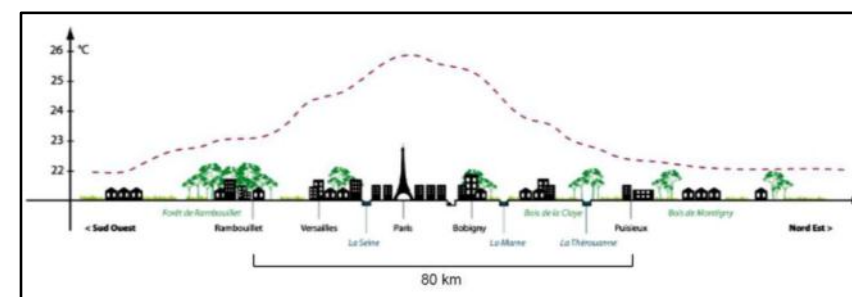 26 °C
25
24
23
22
Forêt de Rambouillet
Bois de la Claye
Bois de Montigny
< Sud Ouest
Rambouillet
Versailles
Paris
Bobigny
Puisieux
Nord Est >
La Seine
La Marne
La Thérouanne
80 km